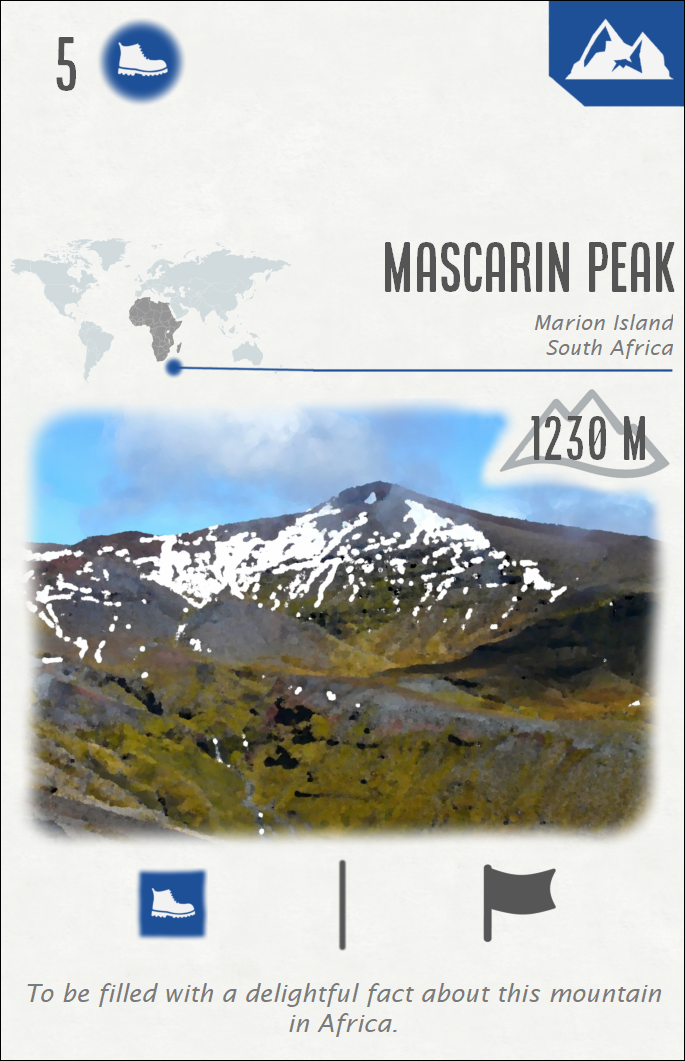 5
MASCARIN PEAK
Marion Island
South Africa
1230 M
To be filled with a delightful fact about this mountain
in Africa.